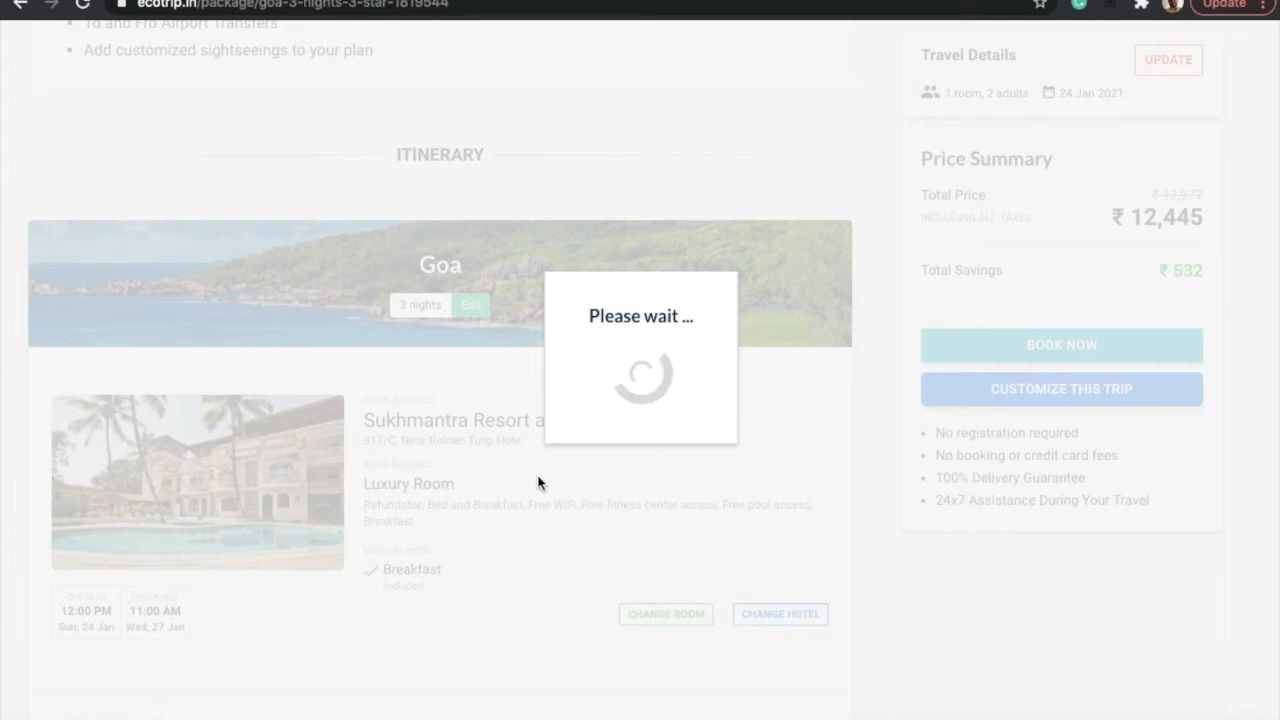 ecotrip.in/package/goa-3-nights-3-star-1819544
Update
To and Fro Airport Transfers
Add customized sightseeings to your plan
ITINERARY
Goa
3 nights Edit
Please wait ...
Sukhmantra Resort a
317/C, Near Golden Tulip Hote
ROOM INCLUDED
Luxury Room
Refundable, Bed and Breakfast, Free WiFi, Free fitness center access, Free pool access,
Breakfast
Breakfast
Included
12:00 PM 11:00 AM
Sun, 24 Jan Wed, 27 Jan
CHANGE ROOM CHANGE HOTEL
Travel Details
UPDATE
1 room, 2 adults 24 Jan 2021
Price Summary
Total Price ₹ 12,977
INCLUDING ALL TAXES ₹ 12,445
Total Savings ₹ 532
BOOK NOW
CUSTOMIZE THIS TRIP
No registration required
No booking or credit card fees
100% Delivery Guarantee
24x7 Assistance During Your Travel